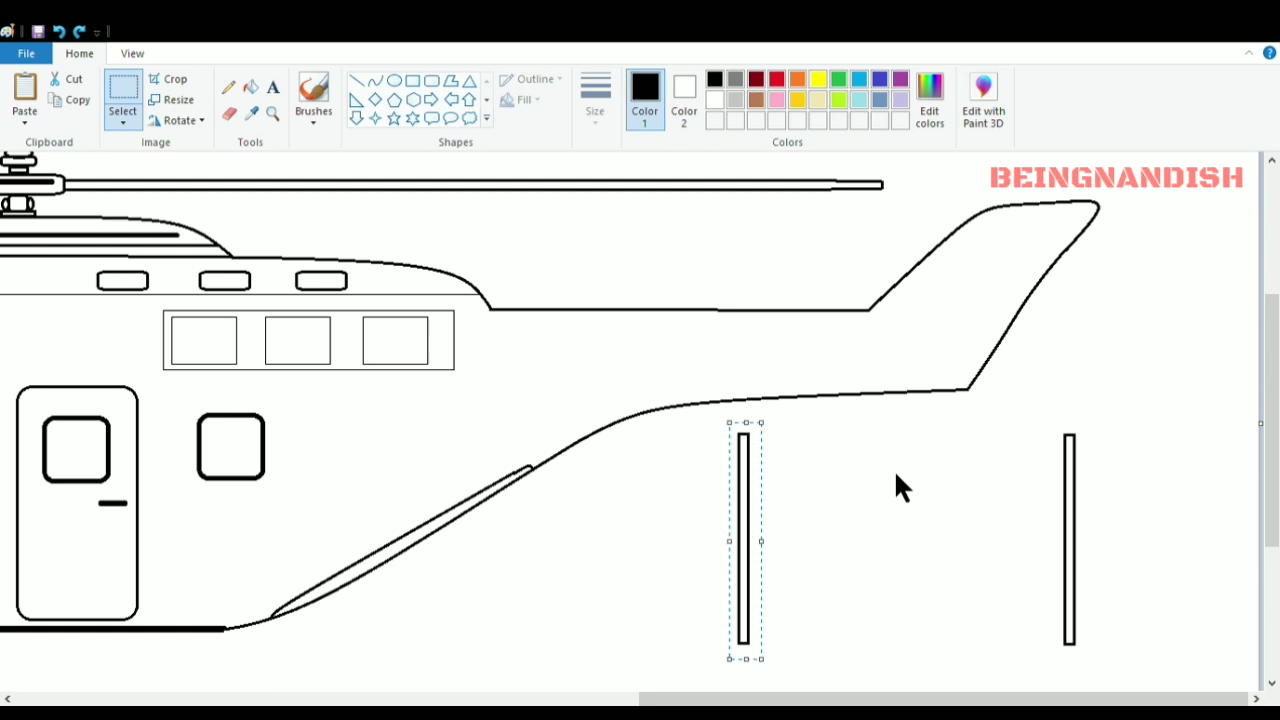 File Home View
Paste
Cut
Copy
Clipboard
Select
Crop
Resize
Rotate
Image
A
Tools
Brushes
Shapes
Outline
Fill
Size
Color
1
Color
2
Edit
colors
Colors
Edit with
Paint 3D
BEINGNANDISH